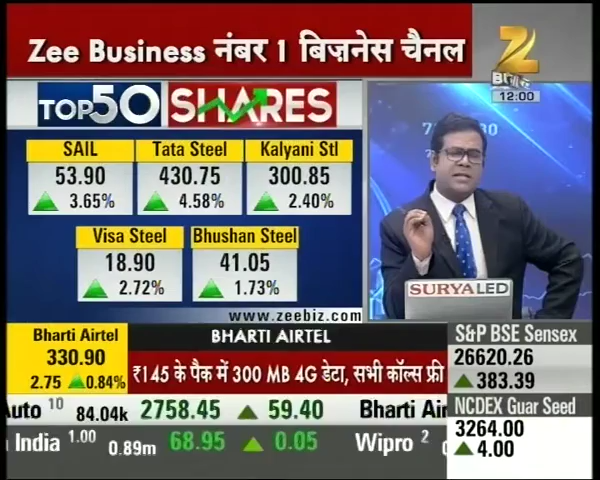 Zee Business नंबर 1 बिज़नेस चैनल
12:00
TOP 50 SHARES
SAIL
53.90
3.65%
Tata Steel
430.75
4.58%
Kalyani Stl
300.85
2.40%
Visa Steel
18.90
2.72%
Bhushan Steel
41.05
1.73%
www.zeebiz.com
SURYA LED
Bharti Airtel
330.90
2.75 0.84%
BHARTI AIRTEL
₹145 के पैक में 300 MB 4G डेटा, सभी कॉल्स फ्री
S&P BSE Sensex
26620.26
383.39
NCDEX Guar Seed
3264.00
4.00
Auto 10 84.04k 2758.45 59.40 Bharti Air
India 1.00 0.89m 68.95 0.05 Wipro 2